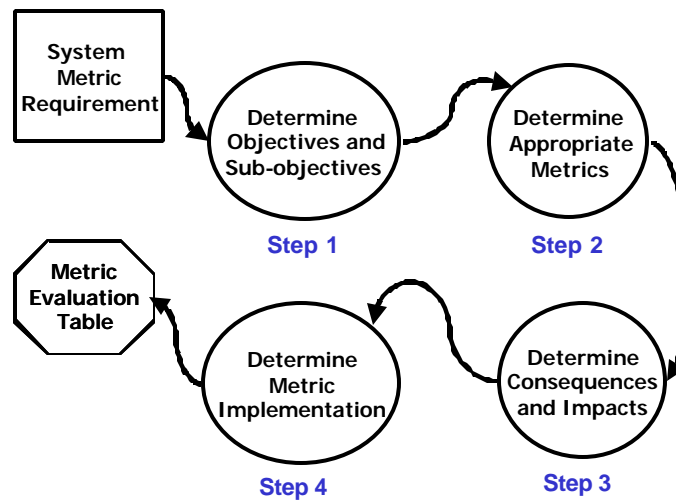 System
Metric
Requirement
Determine
Objectives and
Sub-objectives
Step 1
Determine
Appropriate
Metrics
Step 2
Determine
Consequences
and Impacts
Step 3
Determine
Metric
Implementation
Step 4
Metric
Evaluation
Table